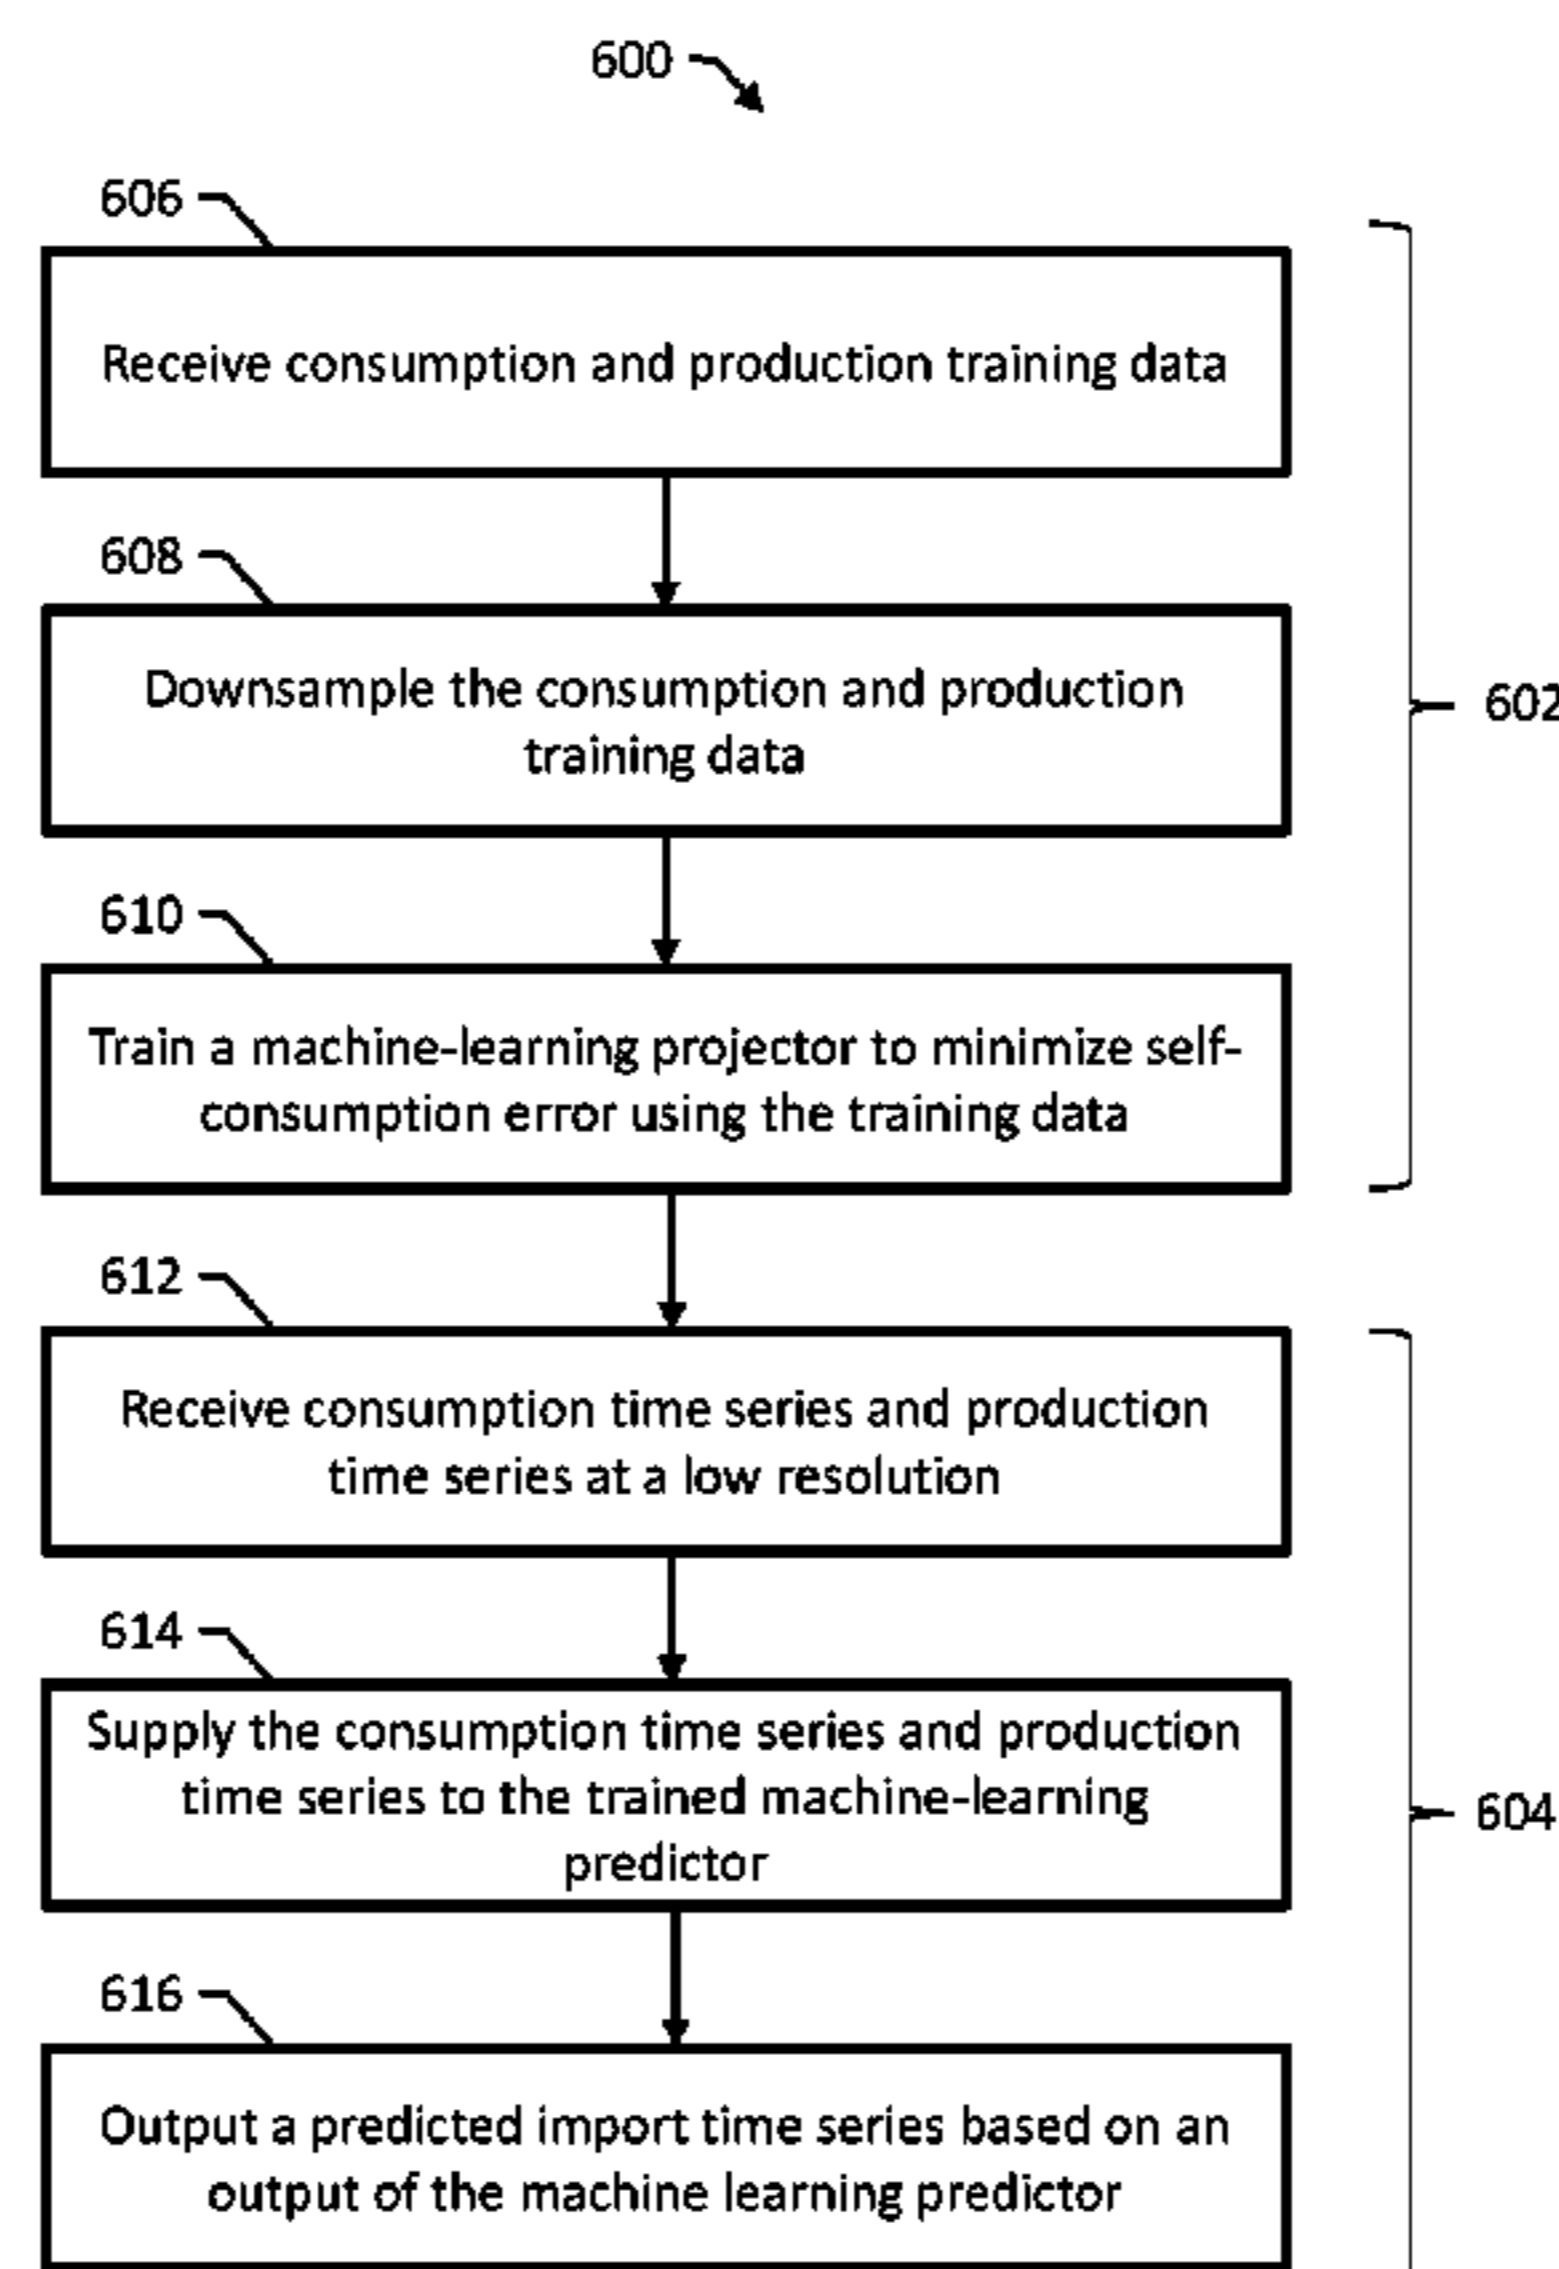 600
606
Receive consumption and production training data
608
Downsample the consumption and production
training data
602
610
Train a machine-learning projector to minimize self-
consumption error using the training data
612
Receive consumption time series and production
time series at a low resolution
614
Supply the consumption time series and production
time series to the trained machine-learning
predictor
604
616
Output a predicted import time series based on an
output of the machine learning predictor